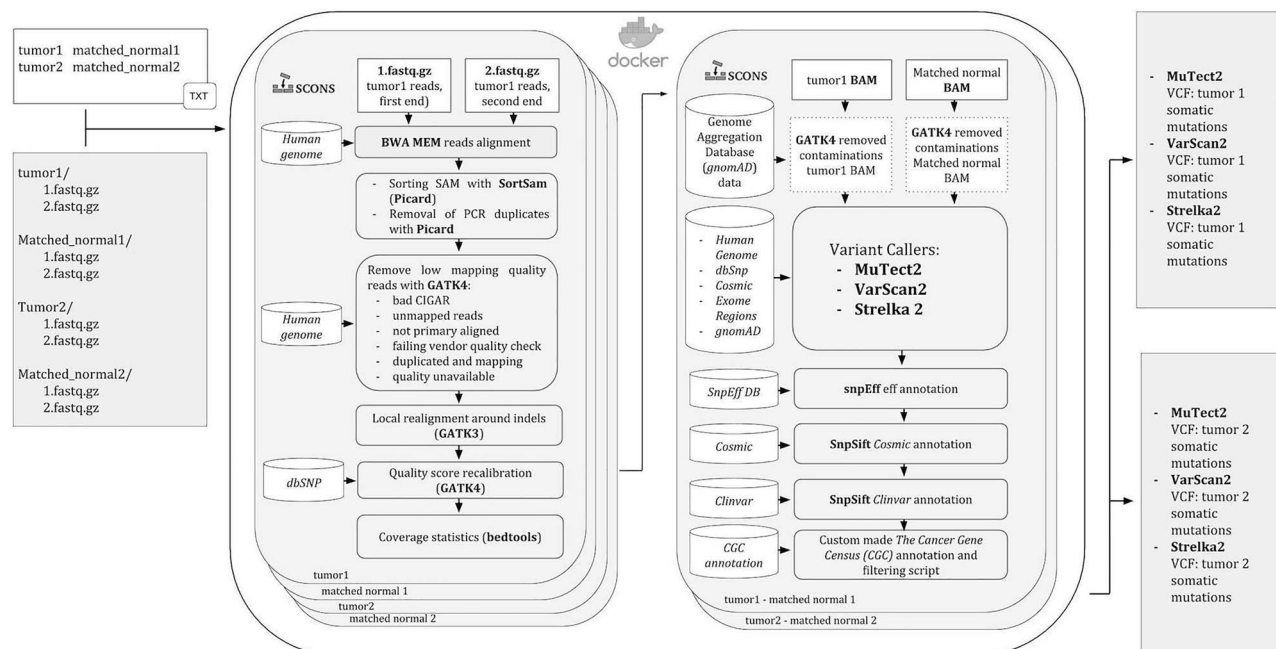 tumor1 matched_normal1
tumor2 matched_normal2
TXT
tumor1/
1.fastq.gz
2.fastq.gz
Matched_normal1/
1.fastq.gz
2.fastq.gz
Tumor2/
1.fastq.gz
2.fastq.gz
Matched_normal2/
1.fastq.gz
2.fastq.gz
docker
SCONS
1.fastq.gz
tumor1 reads,
first end)
2.fastq.gz
tumor1 reads,
second end
Human
genome
BWA MEM reads alignment
- Sorting SAM with SortSam
(Picard)
- Removal of PCR duplicates
with Picard
Human
genome
Remove low mapping quality
reads with GATK4:
- bad CIGAR
- unmapped reads
- not primary aligned
- failing vendor quality check
- duplicated and mapping
- quality unavailable
Local realignment around indels
(GATK3)
dbSNP
Quality score recalibration
(GATK4)
Coverage statistics (bedtools)
tumor1
matched normal 1
tumor2
matched normal 2
SCONS
tumor1 BAM
Matched normal
BAM
Genome
Aggregation
Database
(gnomAD)
data
GATK4 removed
contaminations
tumor1 BAM
GATK4 removed
contaminations
Matched normal
BAM
- Human
Genome
- dbSnp
- Cosmic
- Exome
Regions
- gnomAD
Variant Callers:
- MuTect2
- VarScan2
- Strelka 2
SnpEff DB
snpEff eff annotation
Cosmic
SnpSift Cosmic annotation
Clinvar
SnpSift Clinvar annotation
CGC
annotation
Custom made The Cancer Gene
Census (CGC) annotation and
filtering script
tumor1 - matched normal 1
tumor2 - matched normal 2
- MuTect2
VCF: tumor 1
somatic
mutations
- VarScan2
VCF: tumor 1
somatic
mutations
- Strelka2
VCF: tumor 1
somatic
mutations
- MuTect2
VCF: tumor 2
somatic
mutations
- VarScan2
VCF: tumor 2
somatic
mutations
- Strelka2
VCF: tumor 2
somatic
mutations